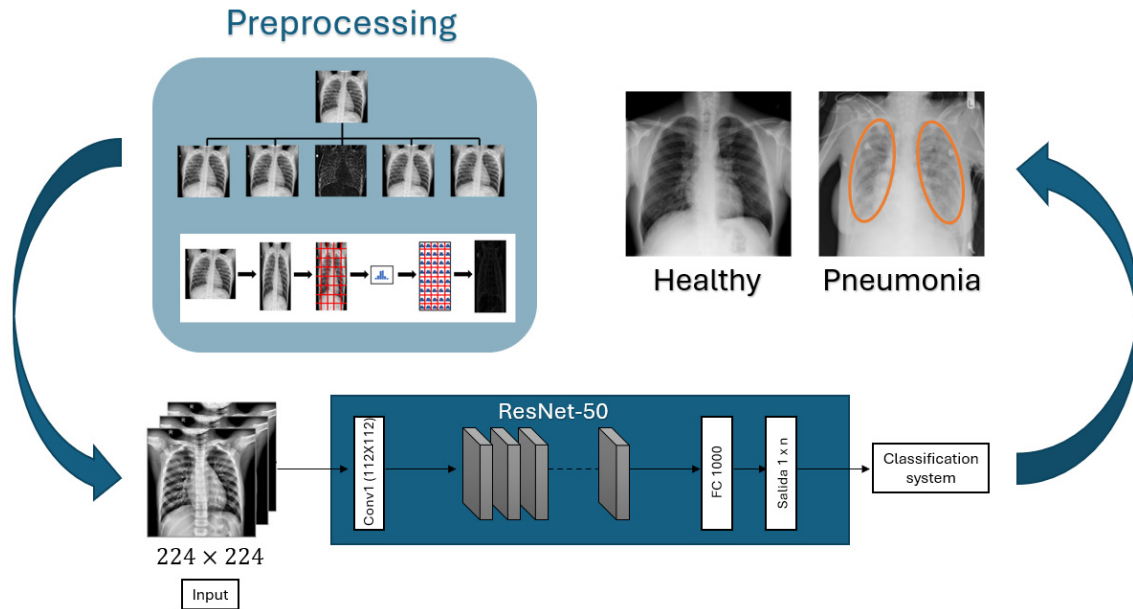 Preprocessing
Healthy
Pneumonia
ResNet-50
Conv1 (112X112)
FC 1000
Salida 1 x n
Classification
system
224 × 224
Input